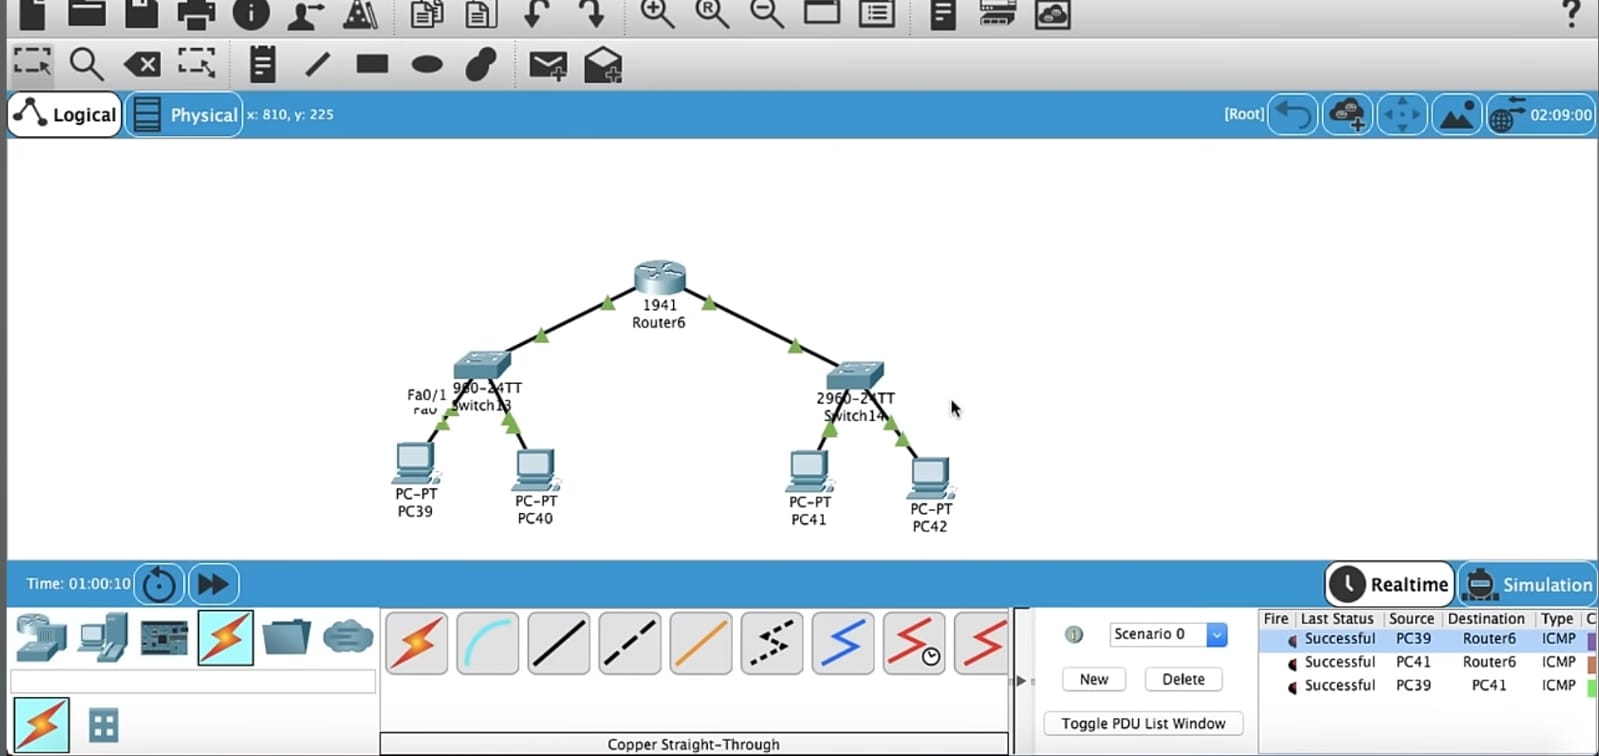 Logical
Physical
x: 810, y: 225
[Root]
02:09:00
1941
Router6
Fa0/1
Fa0
960-24TT
Switch13
2960-24TT
Switch14
PC-PT
PC39
PC-PT
PC40
PC-PT
PC41
PC-PT
PC42
Time: 01:00:10
Realtime
Simulation
Scenario 0
New
Delete
Toggle PDU List Window
Copper Straight-Through
Fire Last Status Source Destination Type C
Successful PC39 Router6 ICMP
Successful PC41 Router6 ICMP
Successful PC39 PC41 ICMP